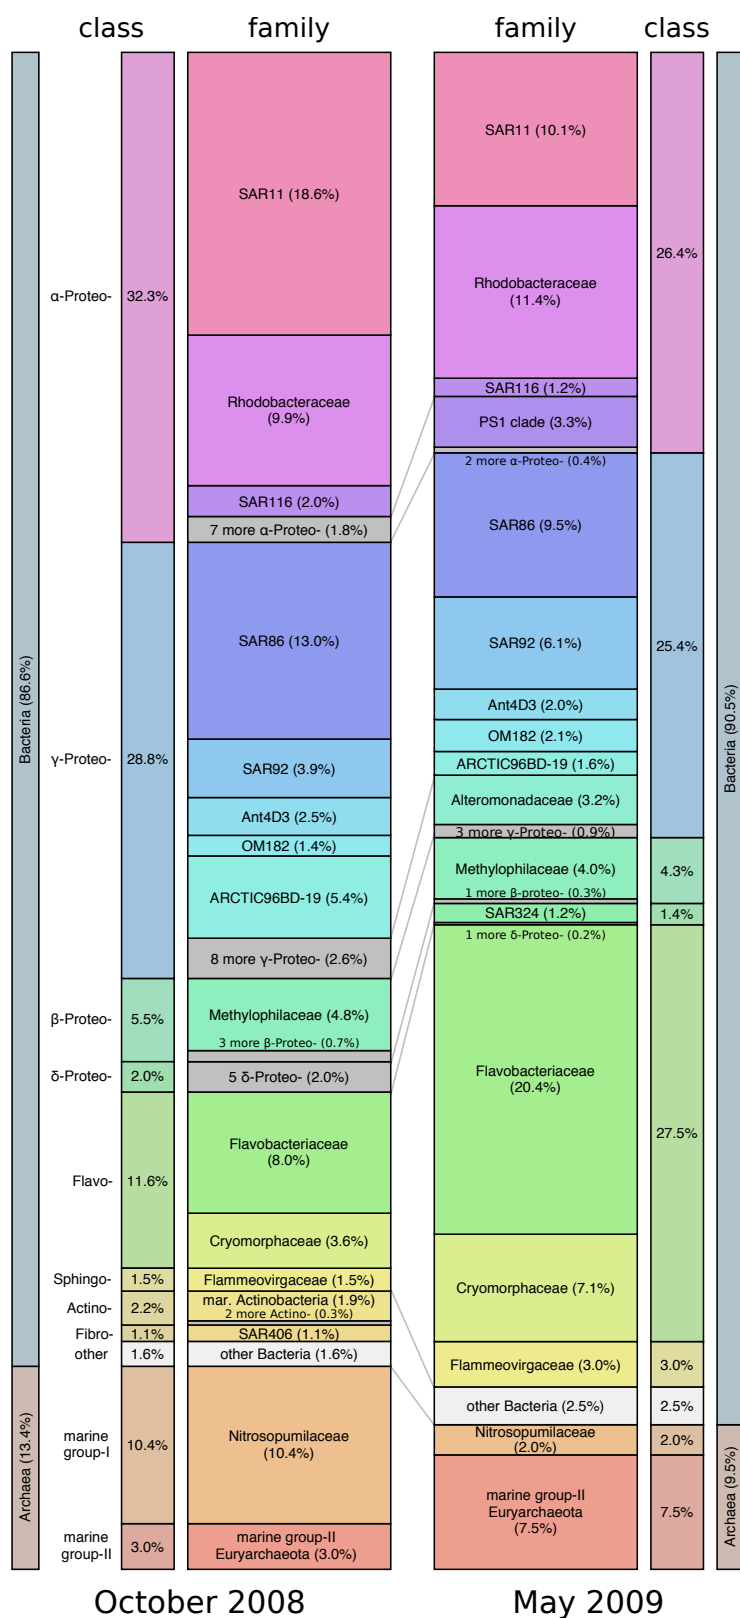 class family family class
Bacteria (86.6%)
Archaea (13.4%)
α-Proteo- 32.3%
γ-Proteo- 28.8%
β-Proteo- 5.5%
δ-Proteo- 2.0%
Flavo- 11.6%
Sphingo- 1.5%
Actino- 2.2%
Fibro- 1.1%
other 1.6%
marine
group-I
10.4%
marine
group-II
3.0%
SAR11 (18.6%)
Rhodobacteraceae
(9.9%)
SAR116 (2.0%)
7 more α-Proteo- (1.8%)
SAR86 (13.0%)
SAR92 (3.9%)
Ant4D3 (2.5%)
OM182 (1.4%)
ARCTIC96BD-19 (5.4%)
8 more γ-Proteo- (2.6%)
Methylophilaceae (4.8%)
3 more β-Proteo- (0.7%)
5 δ-Proteo- (2.0%)
Flavobacteriaceae
(8.0%)
Cryomorphaceae (3.6%)
Flammeovirgaceae (1.5%)
mar. Actinobacteria (1.9%)
2 more Actino- (0.3%)
SAR406 (1.1%)
other Bacteria (1.6%)
Nitrosopumilaceae
(10.4%)
marine group-II
Euryarchaeota (3.0%)
SAR11 (10.1%)
Rhodobacteraceae
(11.4%)
SAR116 (1.2%)
PS1 clade (3.3%)
2 more α-Proteo- (0.4%)
SAR86 (9.5%)
SAR92 (6.1%)
Ant4D3 (2.0%)
OM182 (2.1%)
ARCTIC96BD-19 (1.6%)
Alteromonadaceae (3.2%)
3 more γ-Proteo- (0.9%)
Methylophilaceae (4.0%)
1 more β-proteo- (0.3%)
SAR324 (1.2%)
1 more δ-Proteo- (0.2%)
Flavobacteriaceae
(20.4%)
Cryomorphaceae (7.1%)
Flammeovirgaceae (3.0%)
other Bacteria (2.5%)
Nitrosopumilaceae
(2.0%)
marine group-II
Euryarchaeota
(7.5%)
26.4%
25.4%
4.3%
1.4%
27.5%
3.0%
2.5%
2.0%
7.5%
Bacteria (90.5%)
Archaea (9.5%)
October 2008 May 2009